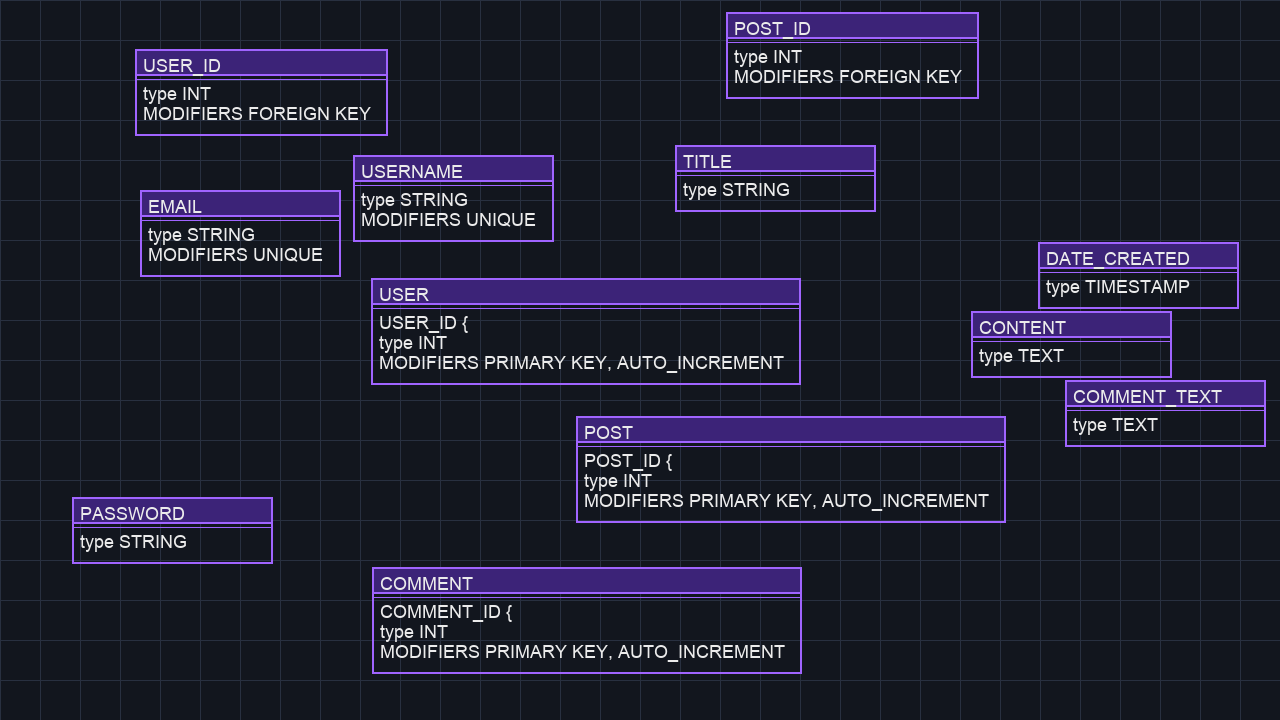 POST_ID
type INT
MODIFIERS FOREIGN KEY
USER_ID
type INT
MODIFIERS FOREIGN KEY
USERNAME
type STRING
MODIFIERS UNIQUE
TITLE
type STRING
EMAIL
type STRING
MODIFIERS UNIQUE
DATE_CREATED
type TIMESTAMP
USER
USER_ID {
type INT
MODIFIERS PRIMARY KEY, AUTO_INCREMENT
CONTENT
type TEXT
COMMENT_TEXT
type TEXT
POST
POST_ID {
type INT
MODIFIERS PRIMARY KEY, AUTO_INCREMENT
PASSWORD
type STRING
COMMENT
COMMENT_ID {
type INT
MODIFIERS PRIMARY KEY, AUTO_INCREMENT